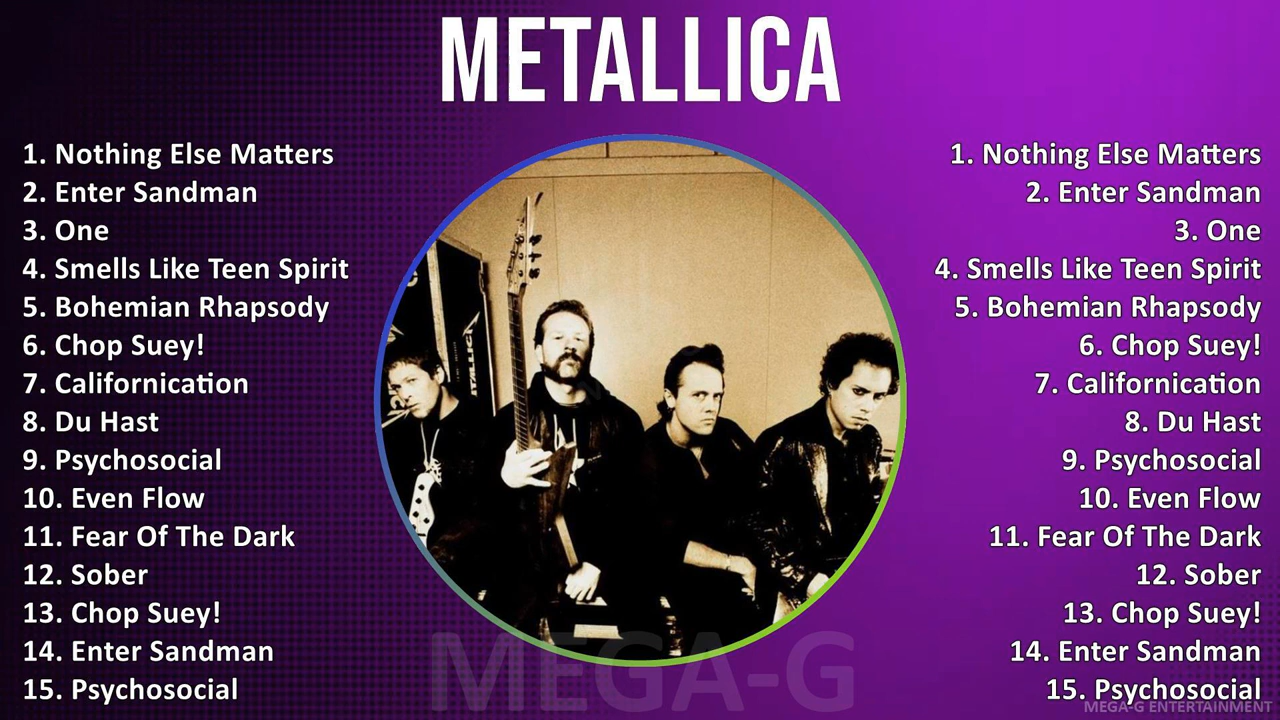 METALLICA
1. Nothing Else Matters
2. Enter Sandman
3. One
4. Smells Like Teen Spirit
5. Bohemian Rhapsody
6. Chop Suey!
7. Californication
8. Du Hast
9. Psychosocial
10. Even Flow
11. Fear Of The Dark
12. Sober
13. Chop Suey!
14. Enter Sandman
15. Psychosocial
1. Nothing Else Matters
2. Enter Sandman
3. One
4. Smells Like Teen Spirit
5. Bohemian Rhapsody
6. Chop Suey!
7. Californication
8. Du Hast
9. Psychosocial
10. Even Flow
11. Fear Of The Dark
12. Sober
13. Chop Suey!
14. Enter Sandman
15. Psychosocial
MEGA-G
MEGA-G ENTERTAINMENT